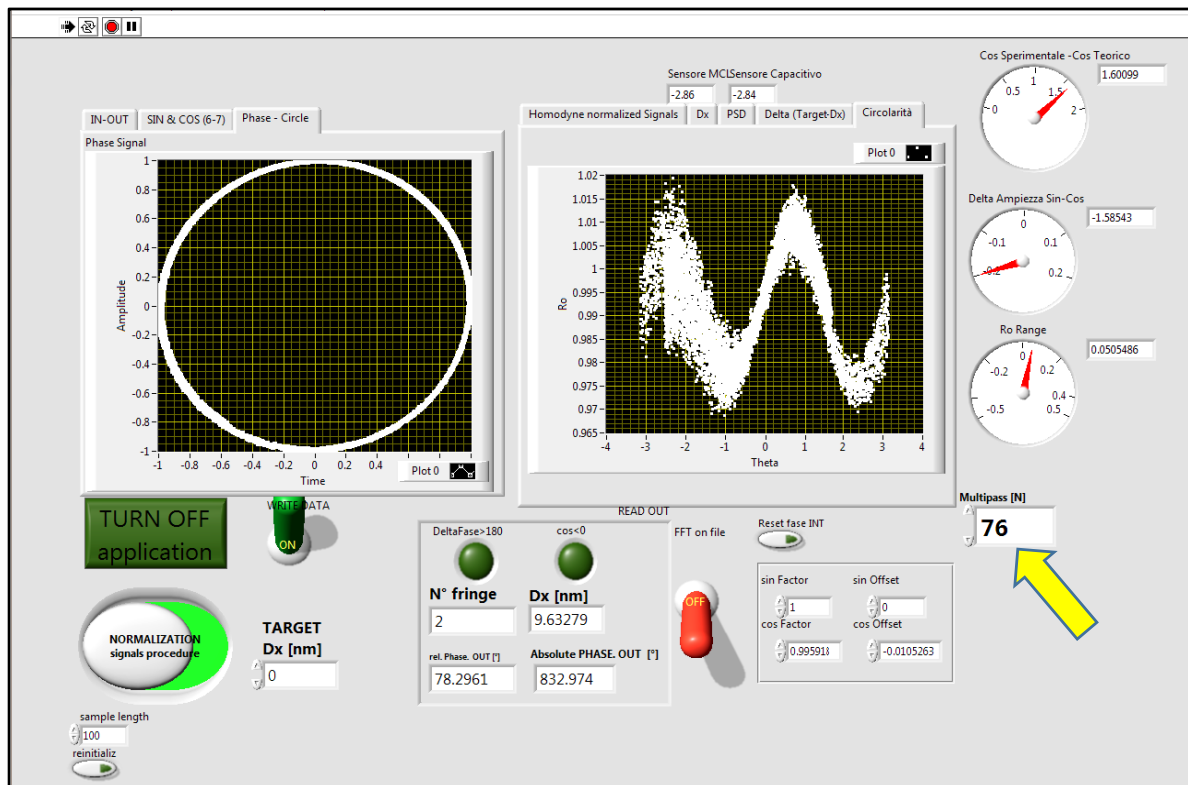 Cos Sperimentale -Cos Teorico
1.60099
0
0.5
1
1.5
2
Sensore MCL
Sensore Capacitivo
-2.86
-2.84
IN-OUT
SIN & COS (6-7)
Phase - Circle
Phase Signal
Amplitude
1
0.8
0.6
0.4
0.2
0
-0.2
-0.4
-0.6
-0.8
-1
-1
-0.8
-0.6
-0.4
-0.2
0
0.2
0.4
Time
Plot 0
Homodyne normalized Signals
Dx
PSD
Delta (Target-Dx)
Circolarità
Plot 0
Ro
1.02
1.015
1.01
1.005
1
0.995
0.99
0.985
0.98
0.975
0.97
0.965
-4
-3
-2
-1
0
1
2
3
4
Theta
Delta Ampiezza Sin-Cos
-1.58543
-0.2
-0.1
0
0.1
0.2
Ro Range
0.0505486
-0.5
-0.2
0
0.2
0.4
0.5
TURN OFF
application
WRITE DATA
ON
NORMALIZATION
signals procedure
TARGET
Dx [nm]
0
sample length
100
reinitializ
READ OUT
DeltaFase>180
cos<0
N° fringe
Dx [nm]
2
9.63279
rel. Phase. OUT [°]
Absolute PHASE. OUT [°]
78.2961
832.974
FFT on file
OFF
Reset fase INT
sin Factor
sin Offset
1
0
cos Factor
cos Offset
0.995918
-0.0105263
Multipass [N]
76